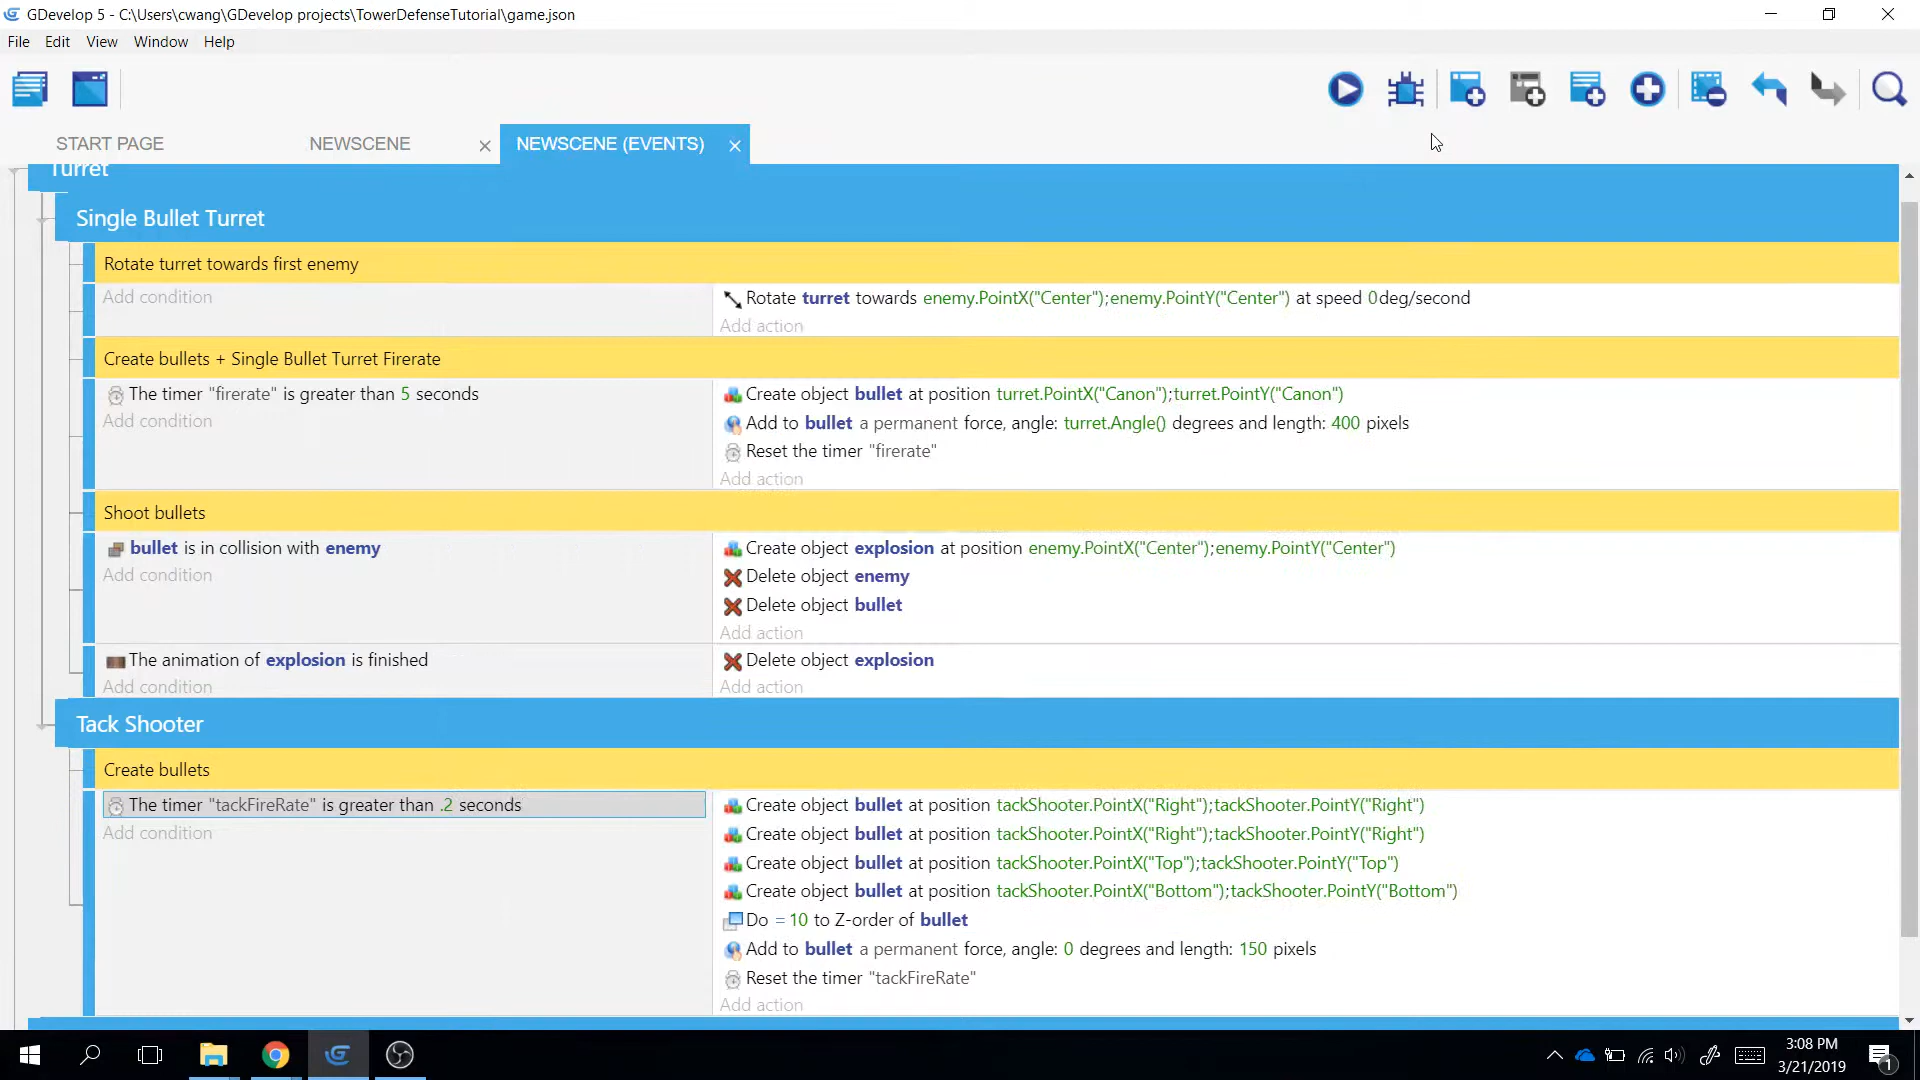 GDevelop 5 - C:\Users\cwang\GDevelop projects\TowerDefenseTutorial\game.json
File Edit View Window Help
START PAGE NEWSCENE NEWSCENE (EVENTS)
Turret
Single Bullet Turret
Rotate turret towards first enemy
Add condition
Rotate turret towards enemy.PointX("Center");enemy.PointY("Center") at speed 0deg/second
Add action
Create bullets + Single Bullet Turret Firerate
The timer "firerate" is greater than 5 seconds
Add condition
Create object bullet at position turret.PointX("Canon");turret.PointY("Canon")
Add to bullet a permanent force, angle: turret.Angle() degrees and length: 400 pixels
Reset the timer "firerate"
Add action
Shoot bullets
bullet is in collision with enemy
Add condition
Create object explosion at position enemy.PointX("Center");enemy.PointY("Center")
Delete object enemy
Delete object bullet
Add action
The animation of explosion is finished
Add condition
Delete object explosion
Add action
Tack Shooter
Create bullets
The timer "tackFireRate" is greater than .2 seconds
Add condition
Create object bullet at position tackShooter.PointX("Right");tackShooter.PointY("Right")
Create object bullet at position tackShooter.PointX("Right");tackShooter.PointY("Right")
Create object bullet at position tackShooter.PointX("Top");tackShooter.PointY("Top")
Create object bullet at position tackShooter.PointX("Bottom");tackShooter.PointY("Bottom")
Do = 10 to Z-order of bullet
Add to bullet a permanent force, angle: 0 degrees and length: 150 pixels
Reset the timer "tackFireRate"
Add action
3:08 PM
3/21/2019
1